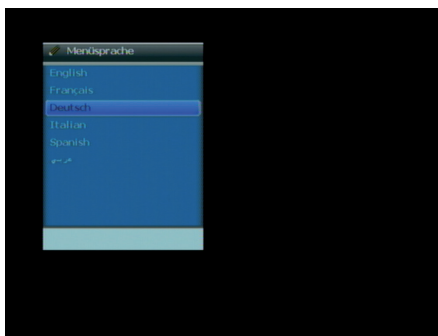 Menüsprache
English
Français
Deutsch
Italian
Spanish